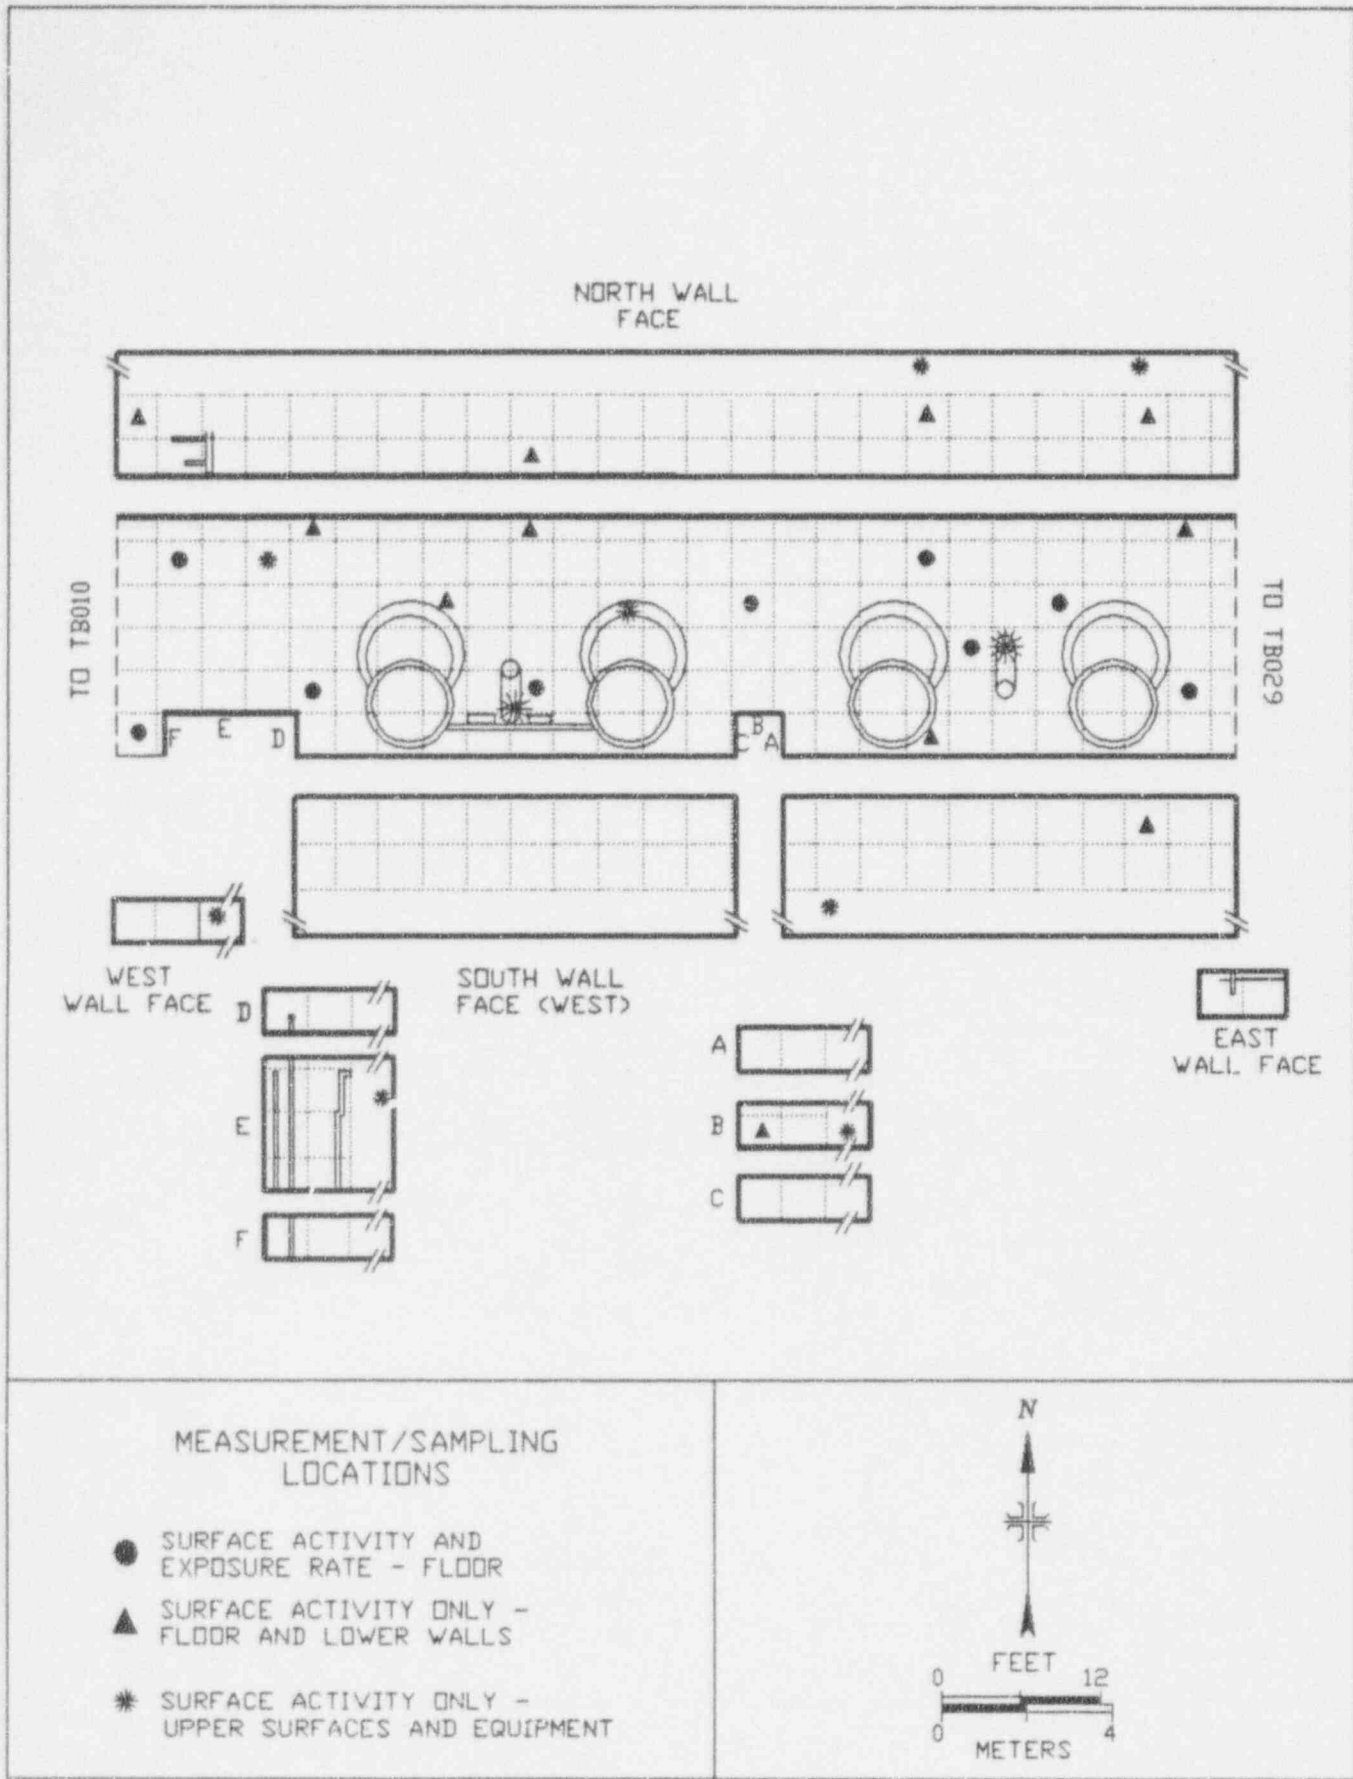 NORTH WALL
FACE
TO TB010
TO TB029
F
E
D
C
B
A
WEST
WALL FACE
SOUTH WALL
FACE (WEST)
EAST
WALL FACE
D
E
F
A
B
C
MEASUREMENT/SAMPLING
LOCATIONS
SURFACE ACTIVITY AND
EXPOSURE RATE - FLOOR
SURFACE ACTIVITY ONLY -
FLOOR AND LOWER WALLS
SURFACE ACTIVITY ONLY -
UPPER SURFACES AND EQUIPMENT
N
FEET
0 12
0 4
METERS